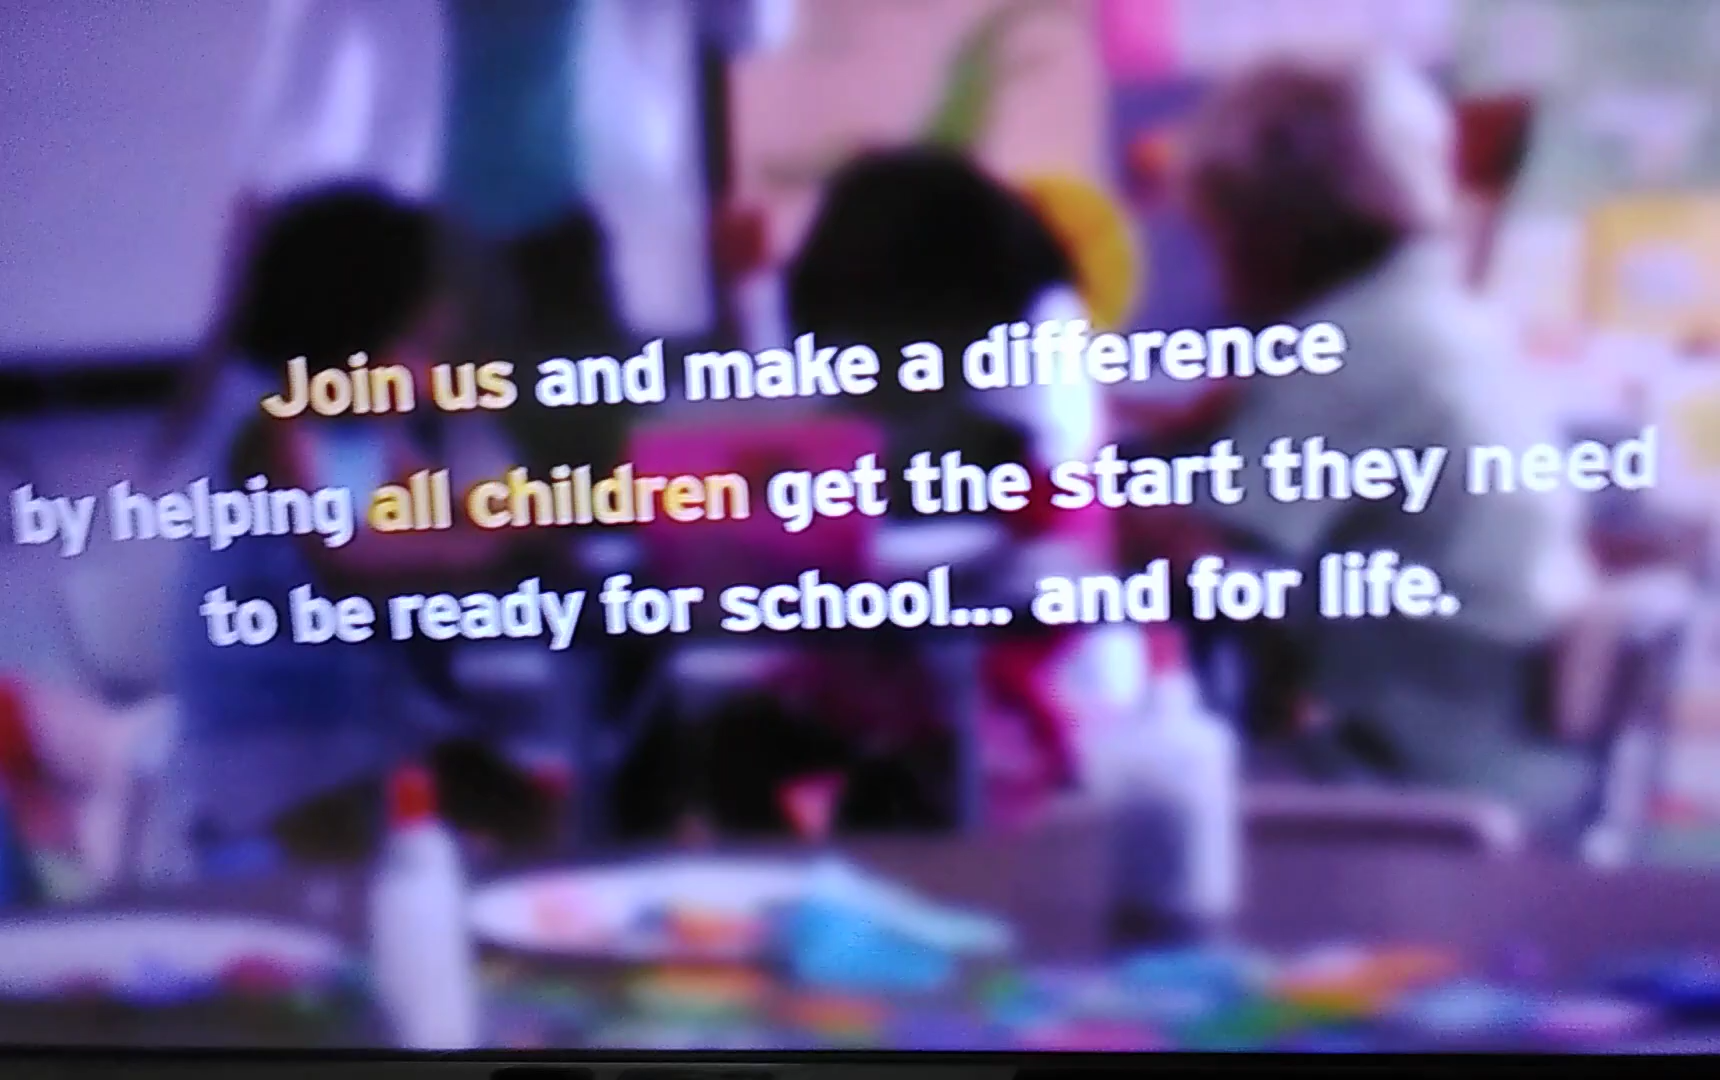 Join us and make a difference
by helping all children get the start they need
to be ready for school... and for life.